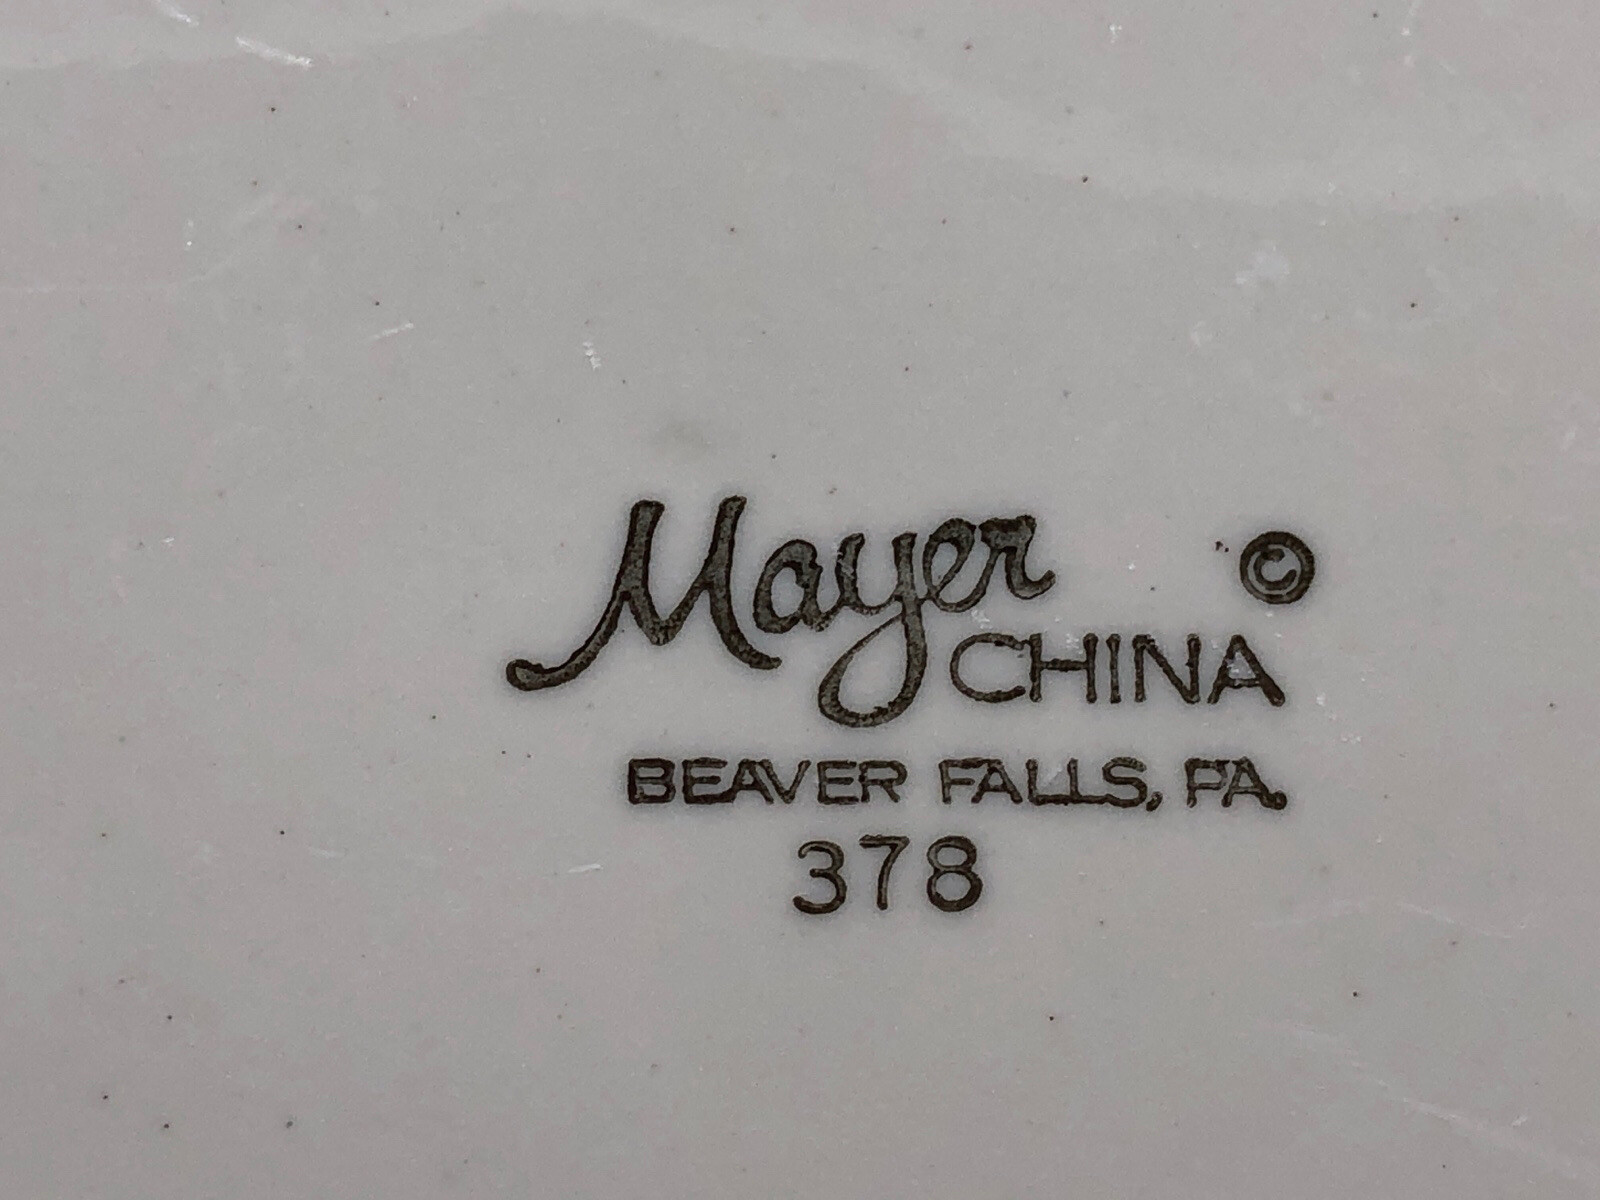 Mayer ©
CHINA
BEAVER FALLS, PA.
378